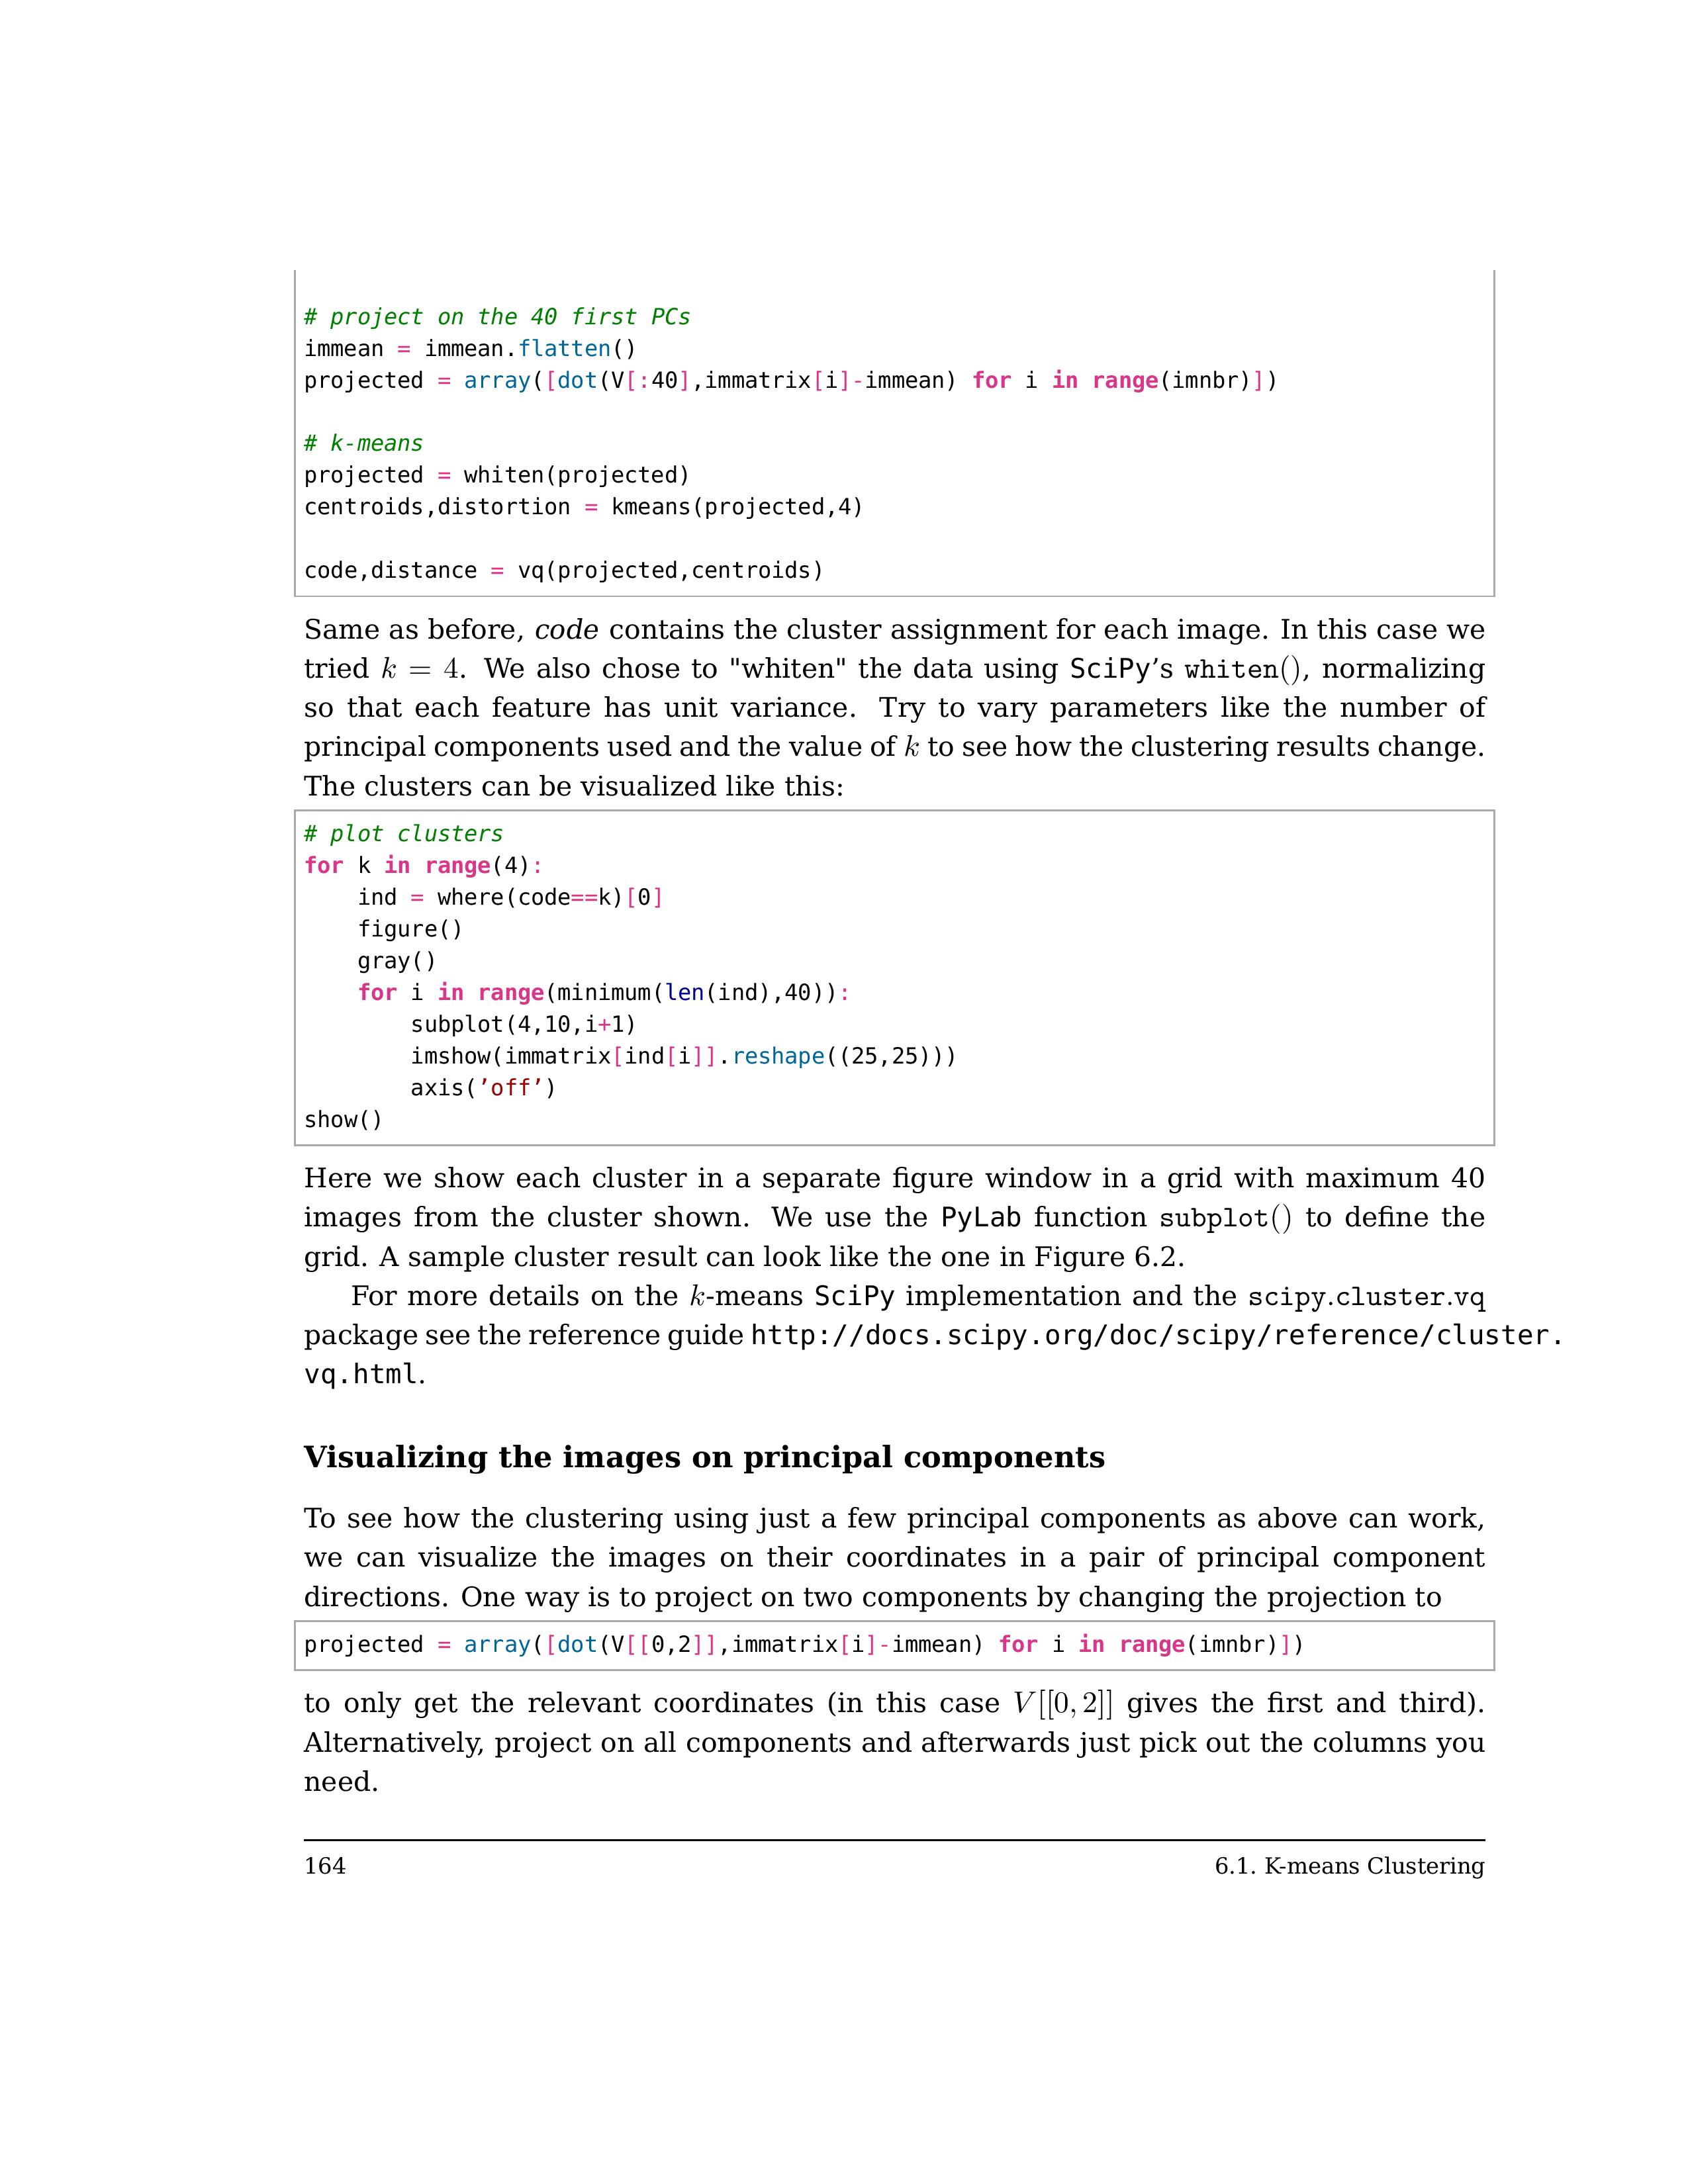 # project on the 40 first PCs
immean = immean.flatten()
projected = array([dot(V[:40],immatrix[i]-immean) for i in range(imnbr)])
# k-means
projected = whiten(projected)
centroids,distortion = kmeans(projected,4)
code,distance = vq(projected,centroids)
Same as before, code contains the cluster assignment for each image. In this case we
tried k = 4. We also chose to "whiten" the data using SciPy’s whiten(), normalizing
so that each feature has unit variance. Try to vary parameters like the number of
principal components used and the value of k to see how the clustering results change.
The clusters can be visualized like this:
# plot clusters
for k in range(4):
    ind = where(code==k)[0]
    figure()
    gray()
    for i in range(minimum(len(ind),40)):
        subplot(4,10,i+1)
        imshow(immatrix[ind[i]].reshape((25,25)))
        axis(’off’)
show()
Here we show each cluster in a separate figure window in a grid with maximum 40
images from the cluster shown. We use the PyLab function subplot() to define the
grid. A sample cluster result can look like the one in Figure 6.2.
For more details on the k-means SciPy implementation and the scipy.cluster.vq
package see the reference guide http://docs.scipy.org/doc/scipy/reference/cluster.
vq.html.
Visualizing the images on principal components
To see how the clustering using just a few principal components as above can work,
we can visualize the images on their coordinates in a pair of principal component
directions. One way is to project on two components by changing the projection to
projected = array([dot(V[[0,2]],immatrix[i]-immean) for i in range(imnbr)])
to only get the relevant coordinates (in this case V[[0, 2]] gives the first and third).
Alternatively, project on all components and afterwards just pick out the columns you
need.
164 6.1. K-means Clustering